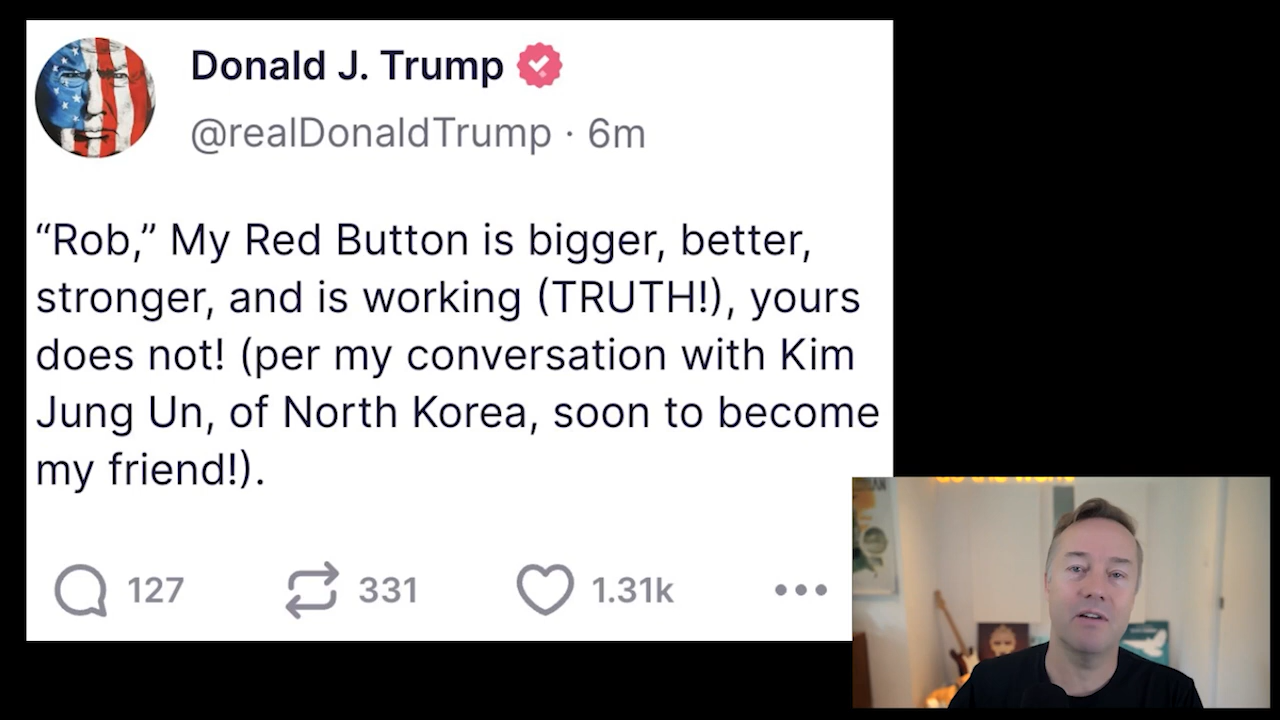 Donald J. Trump
@realDonaldTrump · 6m
“Rob,” My Red Button is bigger, better,
stronger, and is working (TRUTH!), yours
does not! (per my conversation with Kim
Jung Un, of North Korea, soon to become
my friend!).
127 331 1.31k